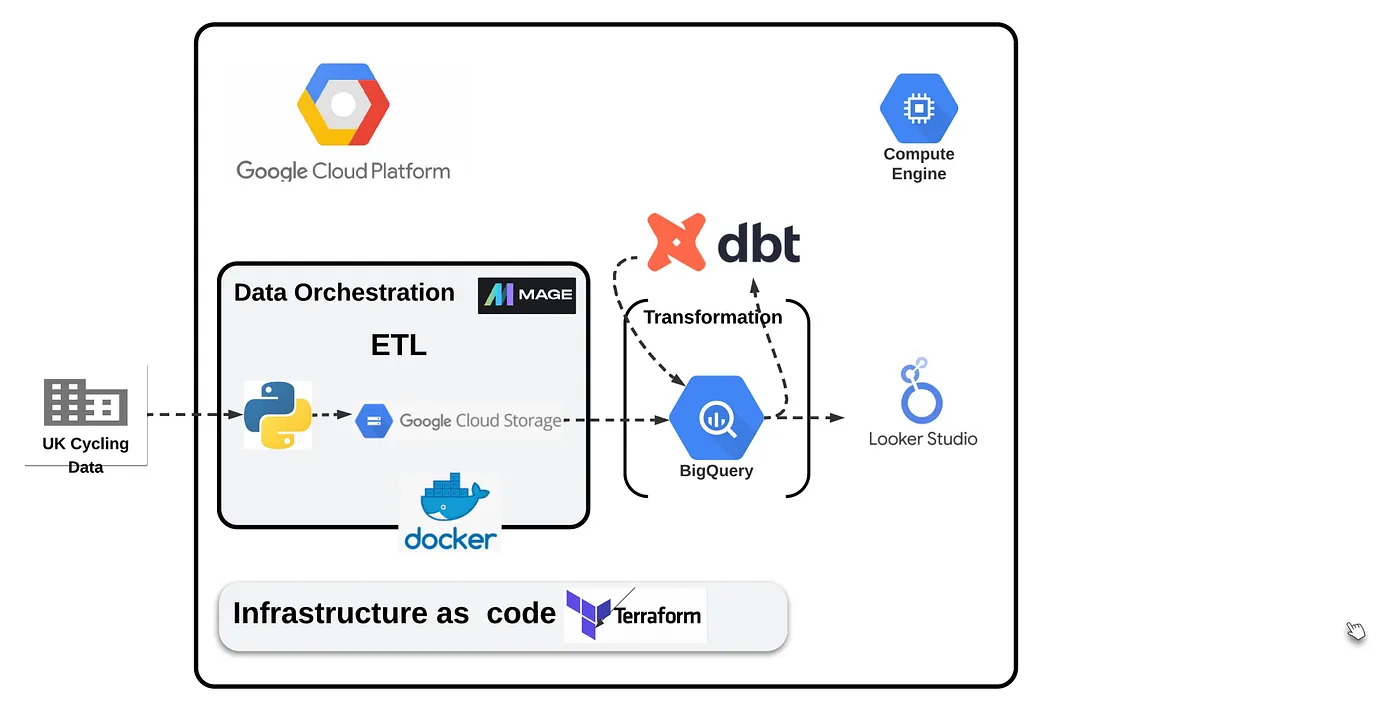 Google Cloud Platform
Compute
Engine
dbt
Data Orchestration
MAGE
ETL
Transformation
UK Cycling
Data
Google Cloud Storage
BigQuery
Looker Studio
docker
Infrastructure as code
Terraform